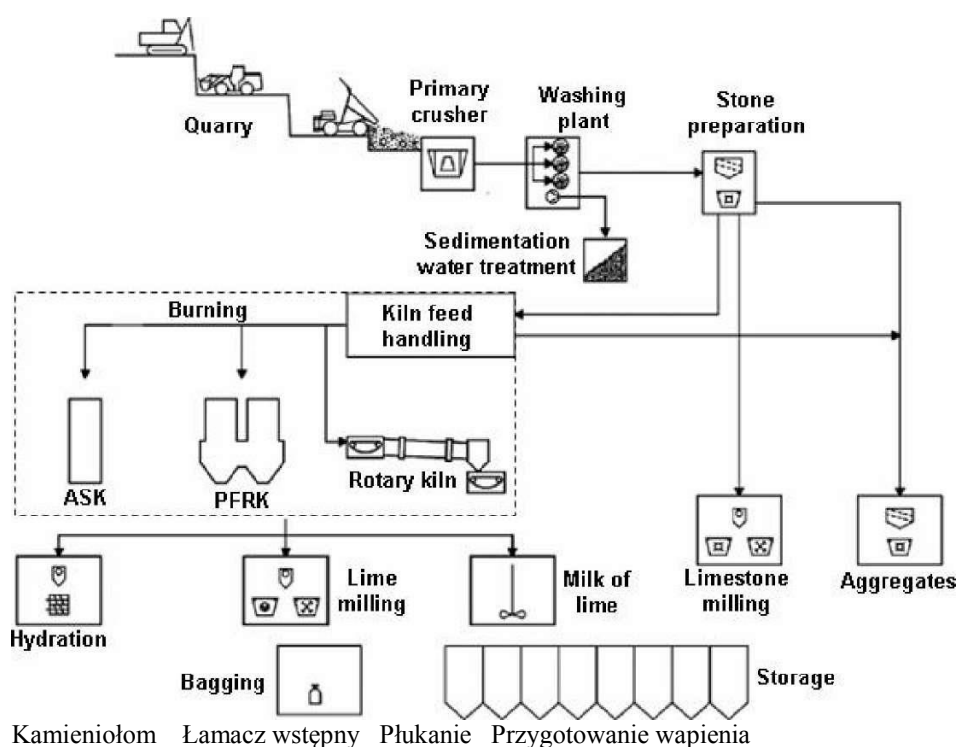 Quarry
Primary
crusher
Washing
plant
Stone
preparation
Sedimentation
water treatment
Burning
Kiln feed
handling
ASK
PFRK
Rotary kiln
Hydration
Lime
milling
Milk of
lime
Limestone
milling
Aggregates
Bagging
Storage
Kamieniołom Łamacz wstępny Płukanie Przygotowanie wapienia